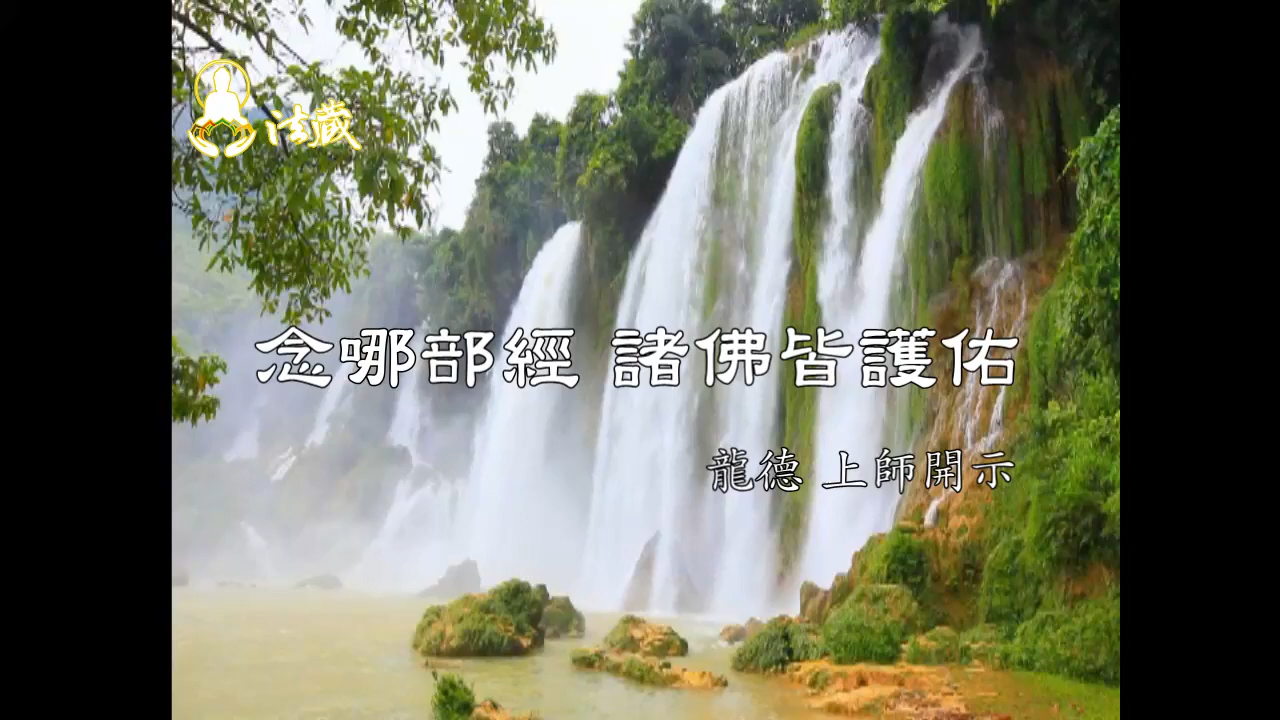 法藏
念哪部經 諸佛皆護佑
龍德 上師開示